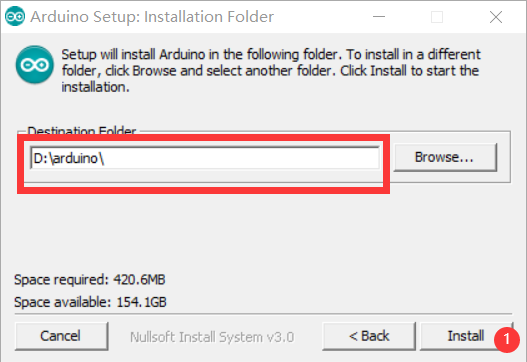 Arduino Setup: Installation Folder
Setup will install Arduino in the following folder. To install in a different
folder, click Browse and select another folder. Click Install to start the
installation.
Destination Folder
D:\arduino\
Browse...
Space required: 420.6MB
Space available: 154.1GB
Cancel
Nullsoft Install System v3.0
< Back
Install
1